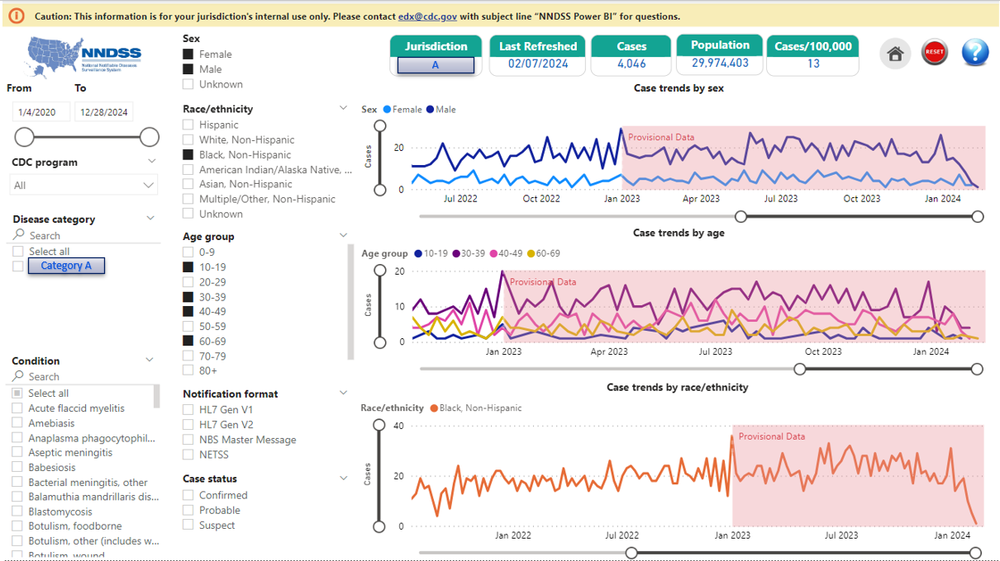 Caution: This information is for your jurisdiction's internal use only. Please contact edx@cdc.gov with subject line “NNDSS Power BI” for questions.
NNDSS
National Notifiable Diseases
Surveillance System
From To
1/4/2020 12/28/2024
CDC program
All
Disease category
Search
Select all
Category A
Condition
Search
Select all
Acute flaccid myelitis
Amebiasis
Anaplasma phagocytophil...
Aseptic meningitis
Babesiosis
Bacterial meningitis, other
Balamuthia mandrillaris dis...
Blastomycosis
Botulism, foodborne
Botulism, other (includes w...
Botulism, wound
Sex
Female
Male
Unknown
Race/ethnicity
Hispanic
White, Non-Hispanic
Black, Non-Hispanic
American Indian/Alaska Native, ...
Asian, Non-Hispanic
Multiple/Other, Non-Hispanic
Unknown
Age group
0-9
10-19
20-29
30-39
40-49
50-59
60-69
70-79
80+
Notification format
HL7 Gen V1
HL7 Gen V2
NBS Master Message
NETSS
Case status
Confirmed
Probable
Suspect
Jurisdiction
A
Last Refreshed
02/07/2024
Cases
4,046
Population
29,974,403
Cases/100,000
13
RESET
?
Case trends by sex
Sex Female Male
Cases
20
0
Provisional Data
Jul 2022 Oct 2022 Jan 2023 Apr 2023 Jul 2023 Oct 2023 Jan 2024
Case trends by age
Age group 10-19 30-39 40-49 60-69
Cases
20
10
0
Provisional Data
Jan 2023 Apr 2023 Jul 2023 Oct 2023 Jan 2024
Case trends by race/ethnicity
Race/ethnicity Black, Non-Hispanic
Cases
40
20
0
Provisional Data
Jan 2022 Jul 2022 Jan 2023 Jul 2023 Jan 2024